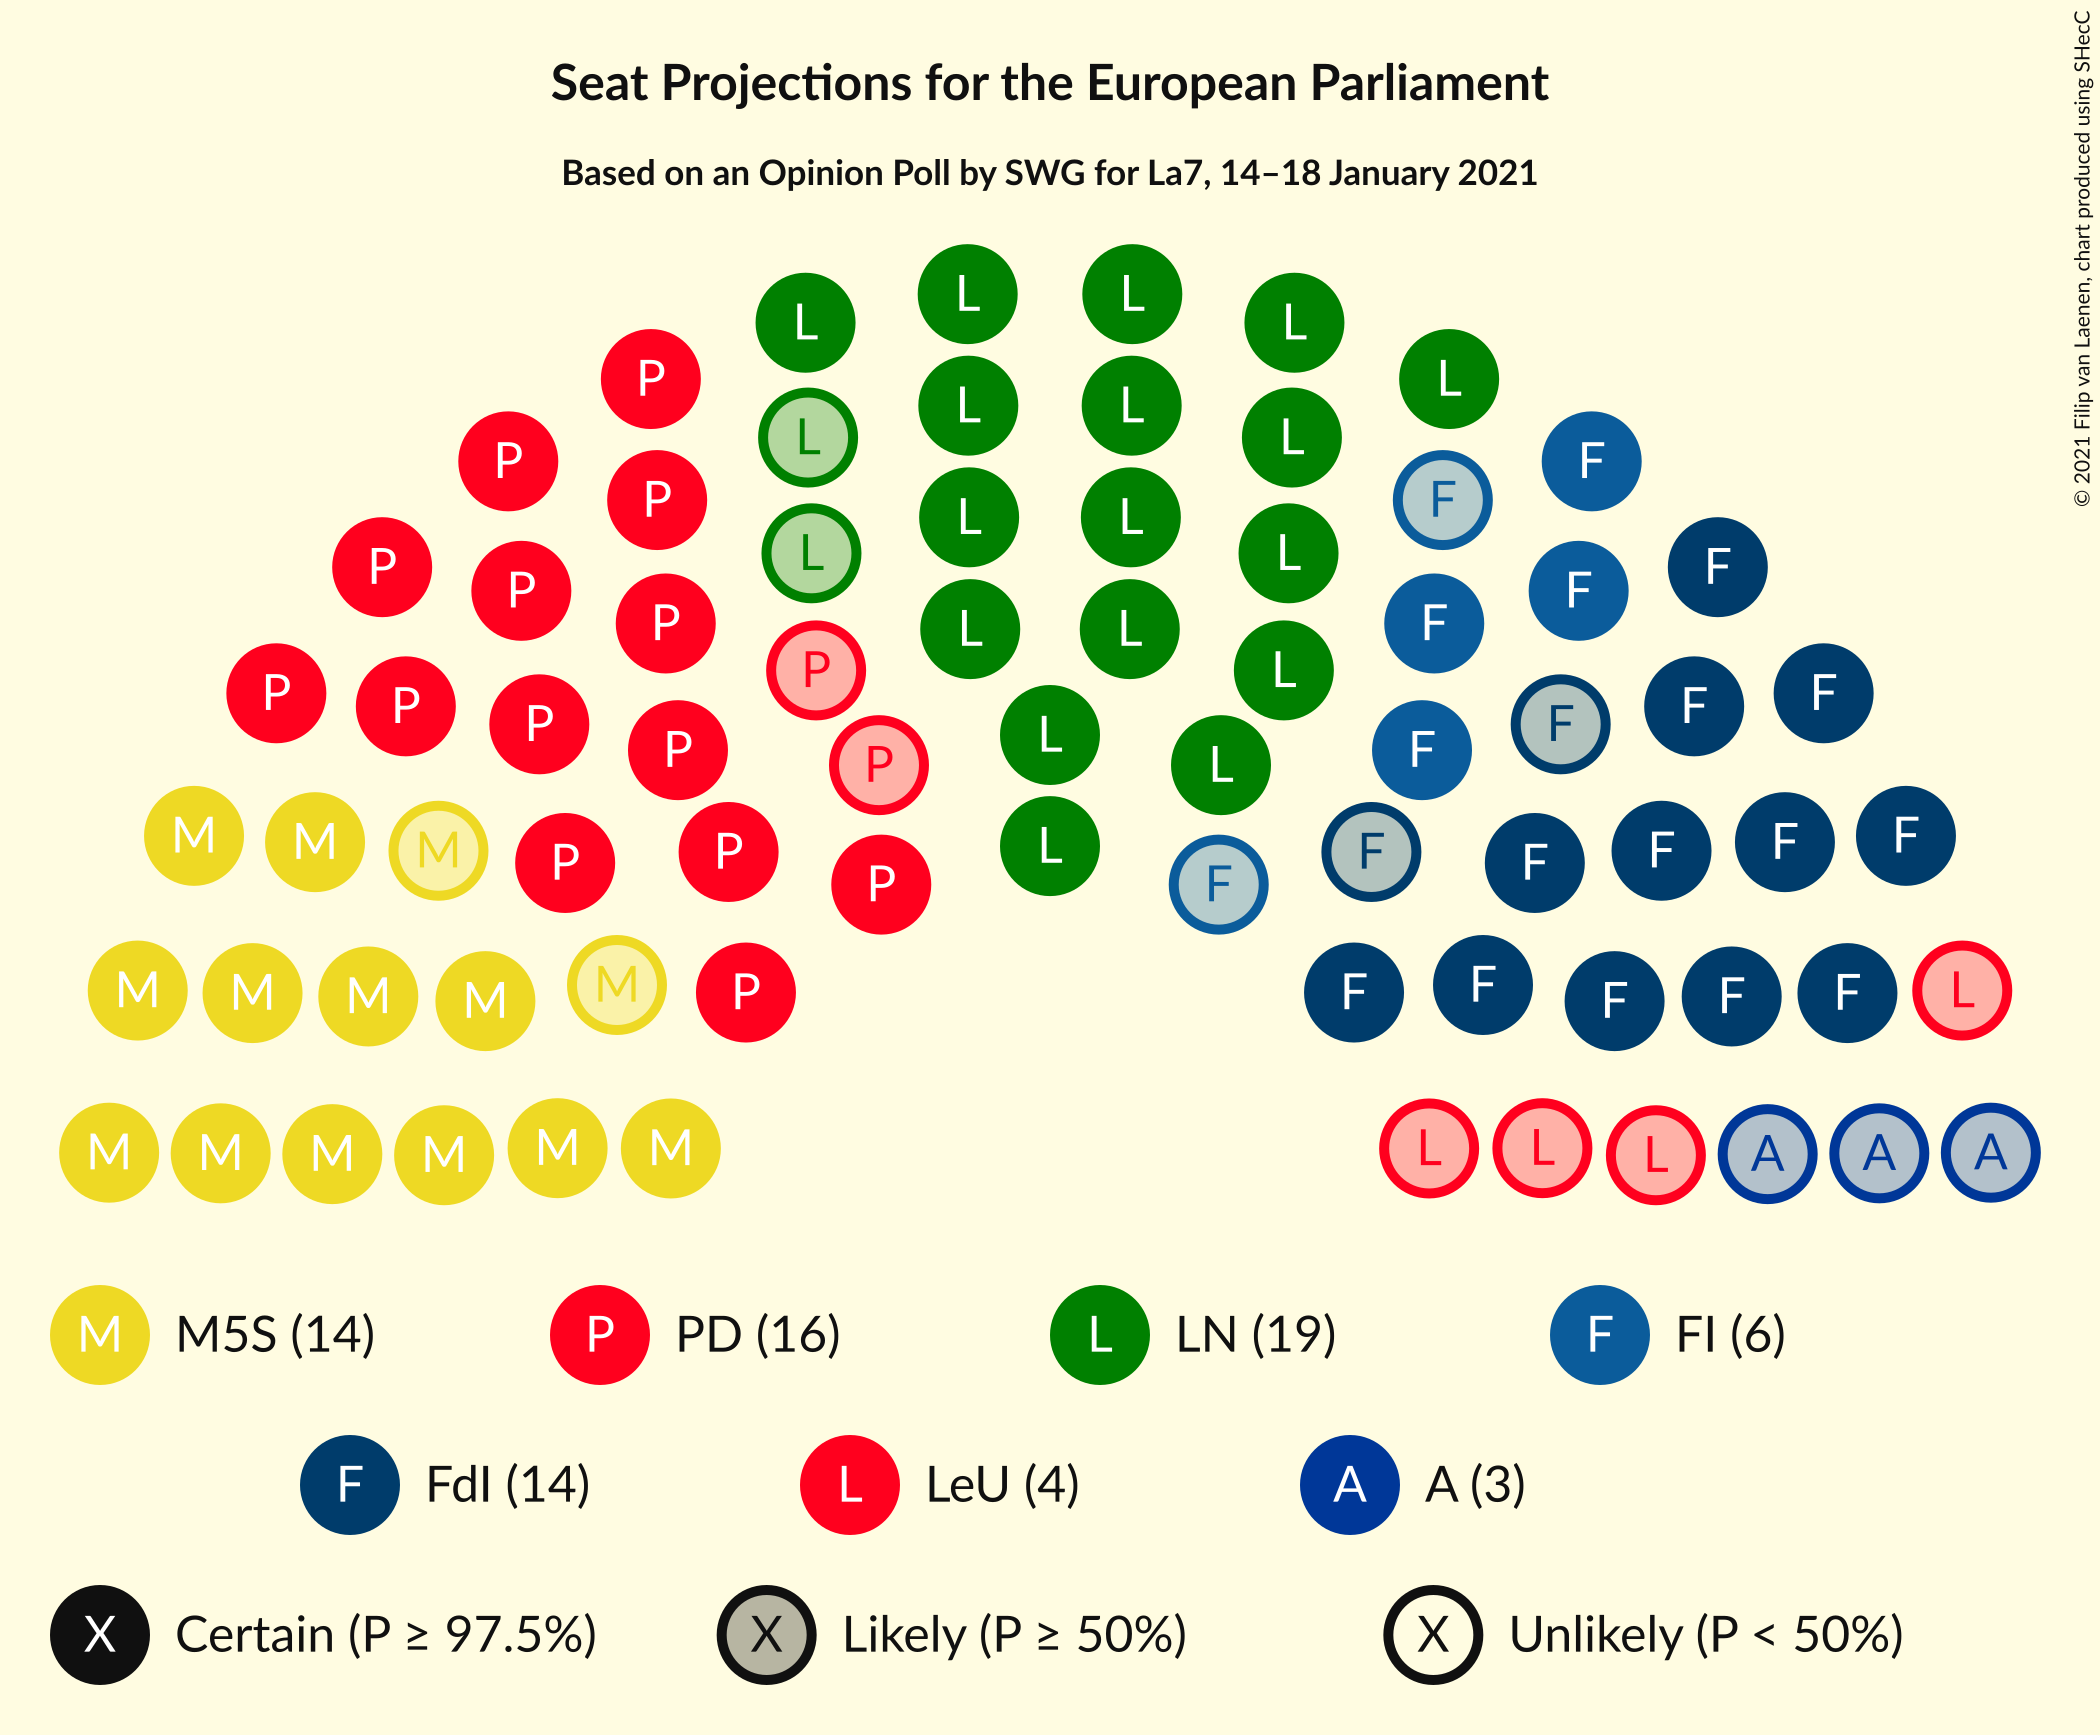 Seat Projections for the European Parliament
Based on an Opinion Poll by SWG for La7, 14–18 January 2021
© 2021 Filip van Laenen, chart produced using SHecC
L L
L L
P L
L L
P L L P F
P F
L L
P P F F
L L
P F
P P F
L L
P L
P P F F
P P F F
L
P L
M M M P P P L F F F F F F
M M M M M P F F F F F L
M M M M M M L L L A A A
M M5S (14) P PD (16) L LN (19) F FI (6)
F FdI (14) L LeU (4) A A (3)
X Certain (P ≥ 97.5%) X Likely (P ≥ 50%) X Unlikely (P < 50%)